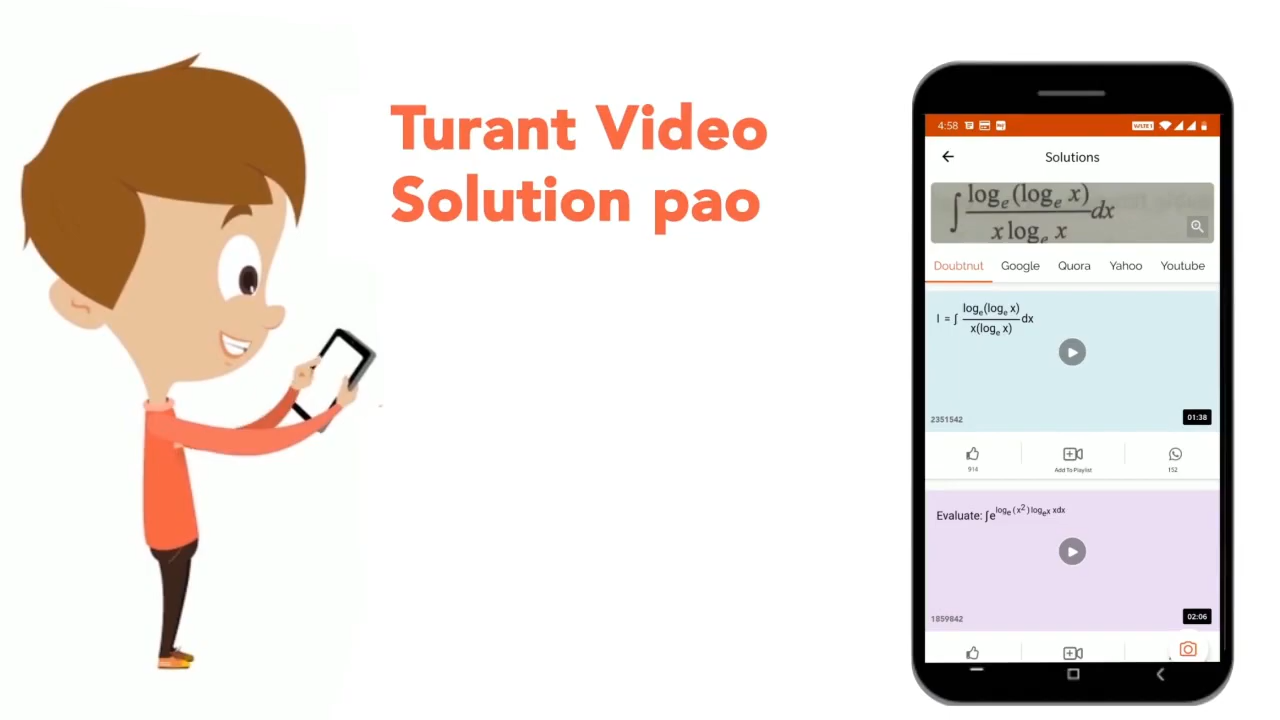 Turant Video
Solution pao
4:58
VoLTE1
Solutions
∫ logₑ(logₑ x) / x logₑ x dx
Doubtnut Google Quora Yahoo Youtube
I = ∫ logₑ(logₑ x) / x(logₑ x) dx
2351542 01:38
914 Add To Playlist 152
Evaluate: ∫e^logₑ(x²)logₑx xdx
1859842 02:06